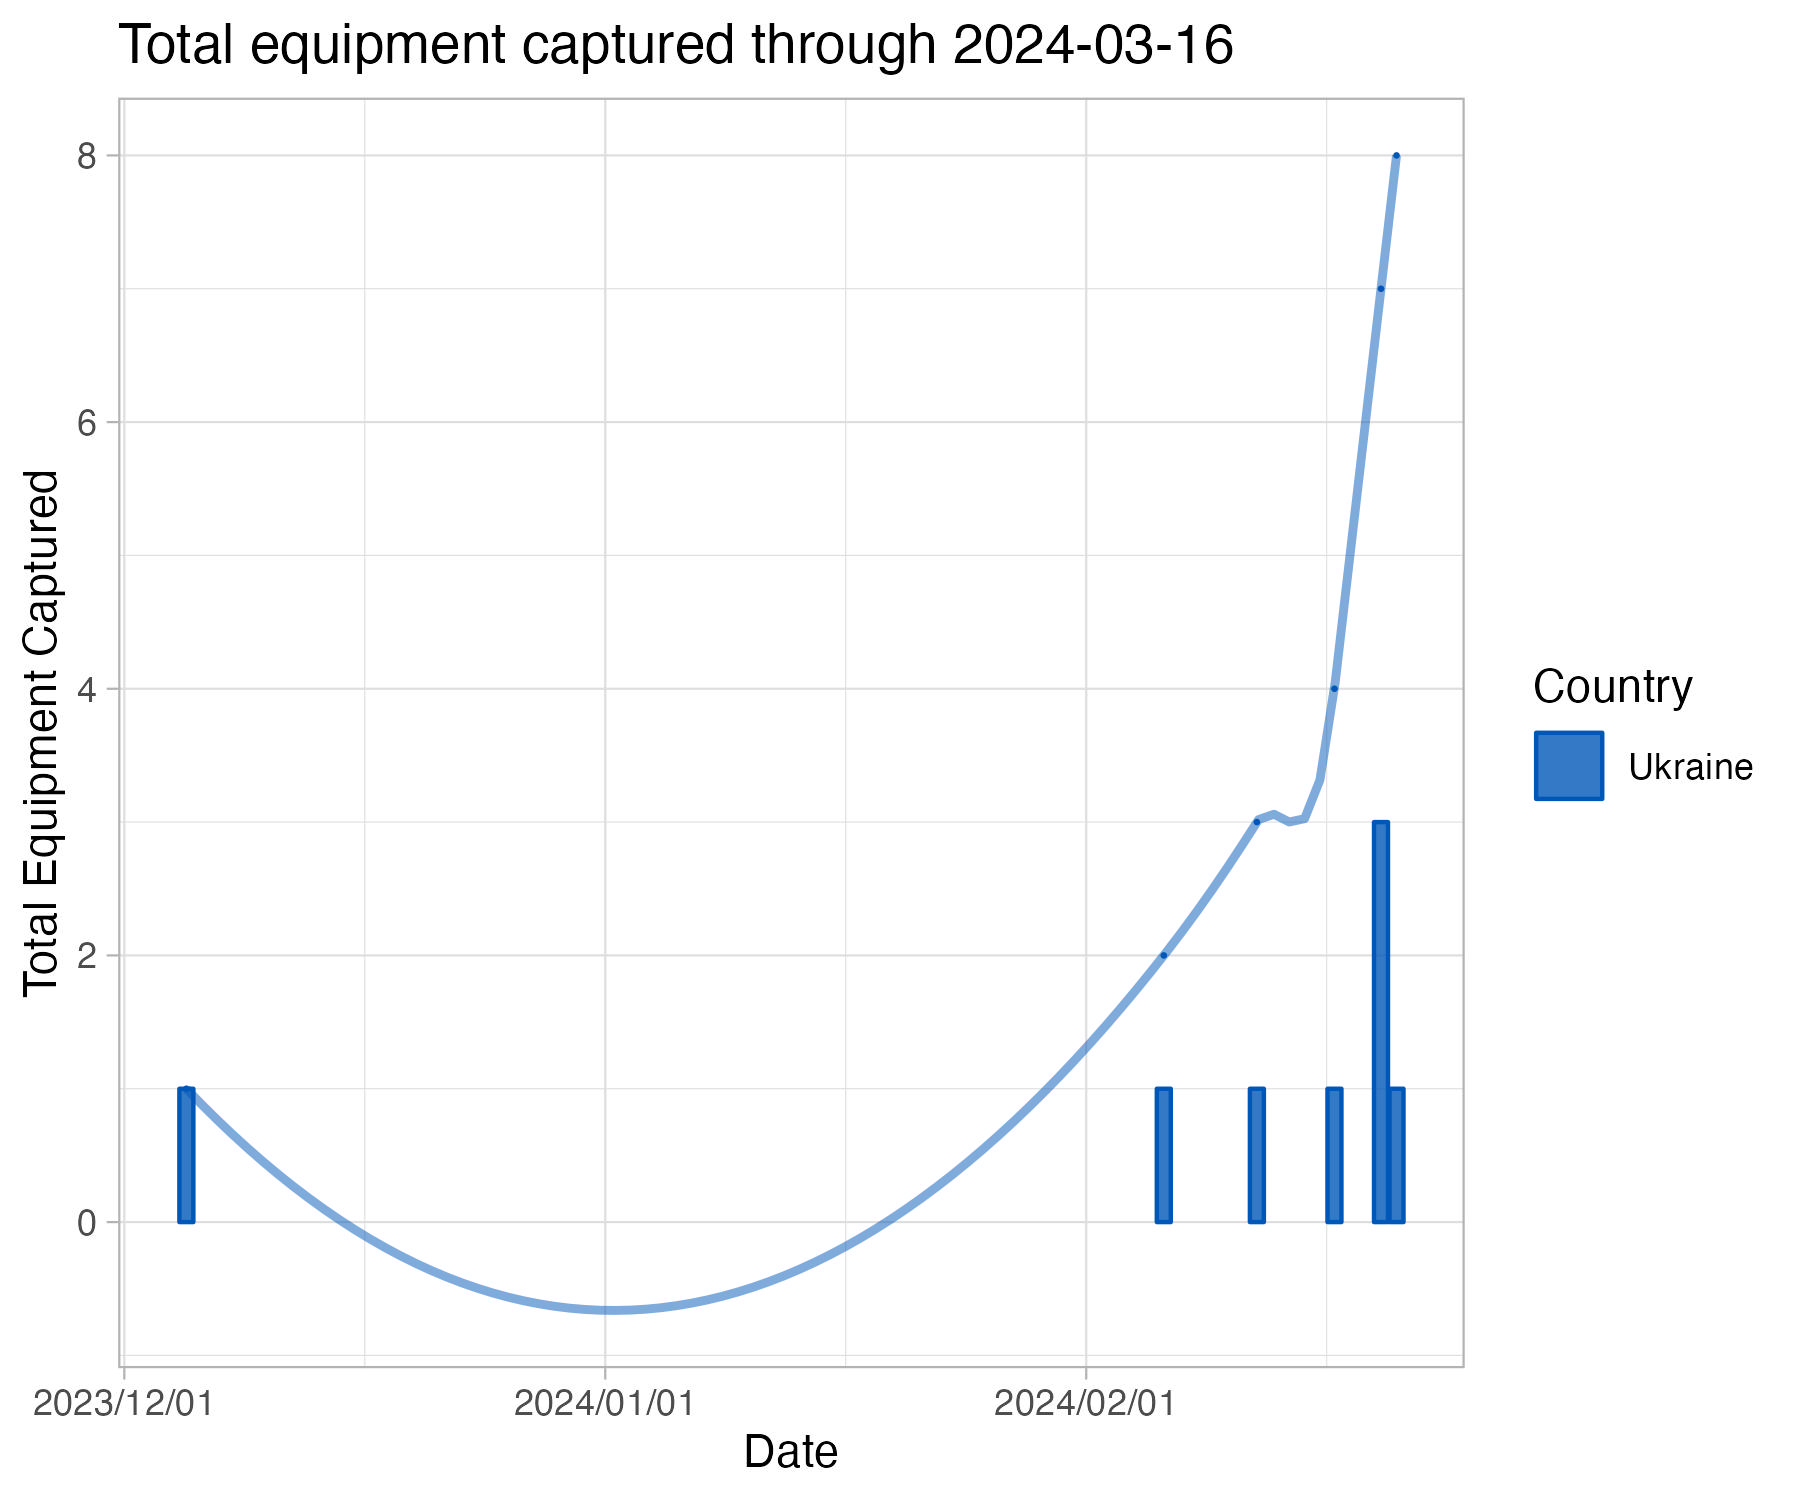 Total equipment captured through 2024-03-16
Total Equipment Captured
8
6
4
2
0
2023/12/01
2024/01/01
2024/02/01
Date
Country
Ukraine